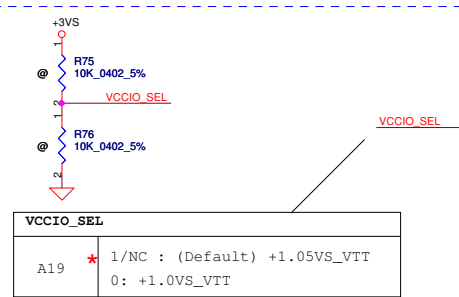 +3VS
1
R75
@ 10K_0402_5%
2
VCCIO_SEL
1
R76
@ 10K_0402_5%
2
VCCIO_SEL
VCCIO_SEL
A19 * 1/NC : (Default) +1.05VS_VTT
0: +1.0VS_VTT